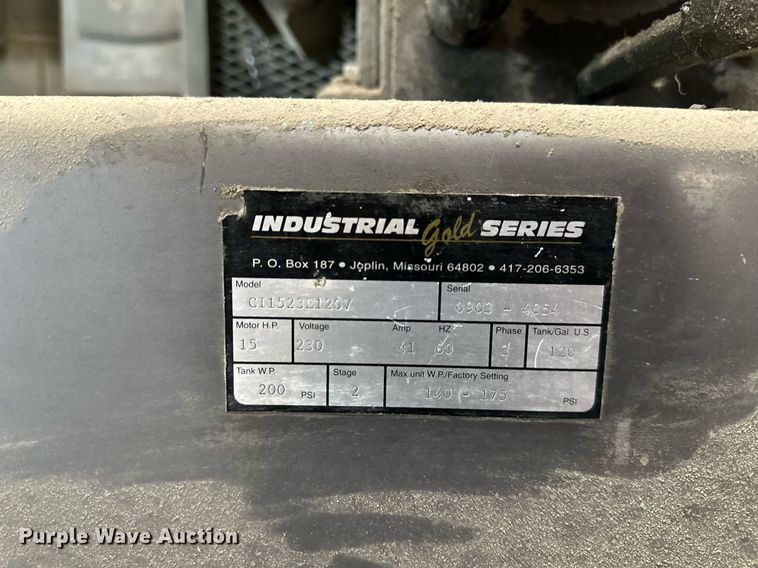 INDUSTRIAL Gold SERIES
P. O. Box 187 • Joplin, Missouri 64802 • 417-206-6353
Model Serial
CI1523E120V 0903 - 4854
Motor H.P. Voltage Amp HZ Phase Tank/Gal. U.S
15 230 41 60 3 120
Tank W.P. Stage Max unit W.P./Factory Setting
200 PSI 2 140 - 175 PSI
Purple Wave Auction